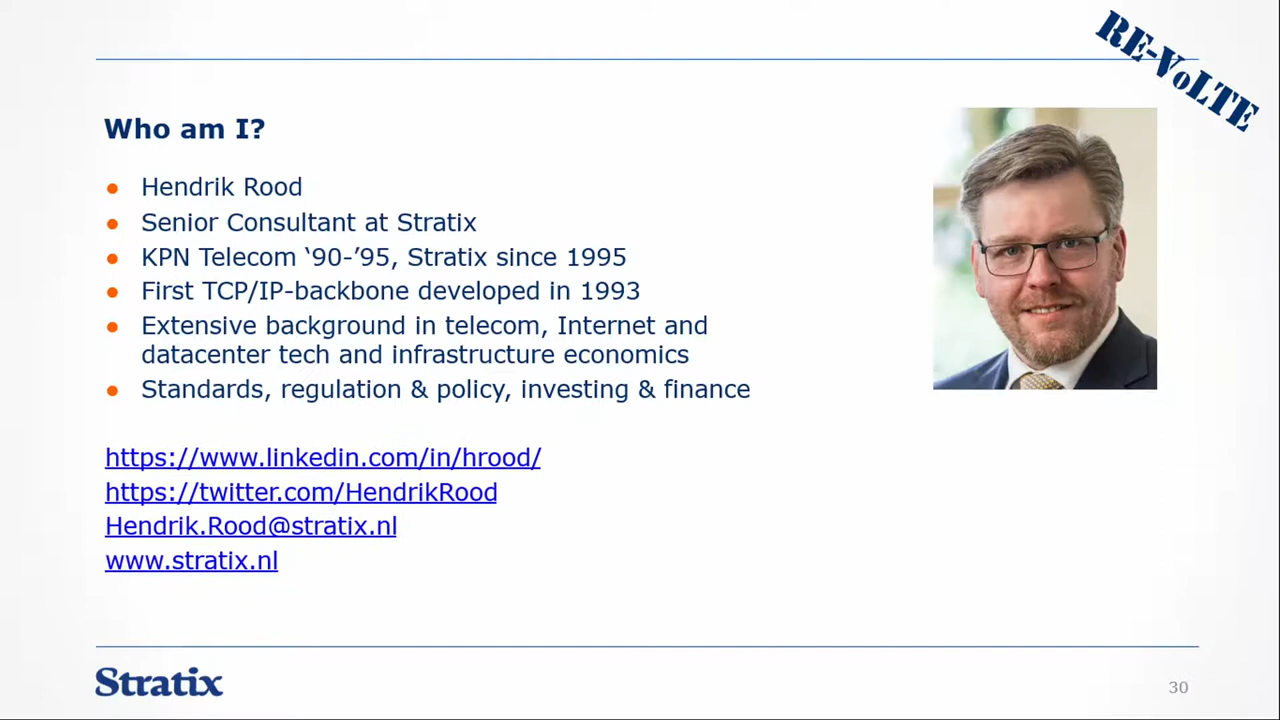 RE-VoLTE
Who am I?
● Hendrik Rood
● Senior Consultant at Stratix
● KPN Telecom ‘90-’95, Stratix since 1995
● First TCP/IP-backbone developed in 1993
● Extensive background in telecom, Internet and
datacenter tech and infrastructure economics
● Standards, regulation & policy, investing & finance
https://www.linkedin.com/in/hrood/
https://twitter.com/HendrikRood
Hendrik.Rood@stratix.nl
www.stratix.nl
Stratix
30